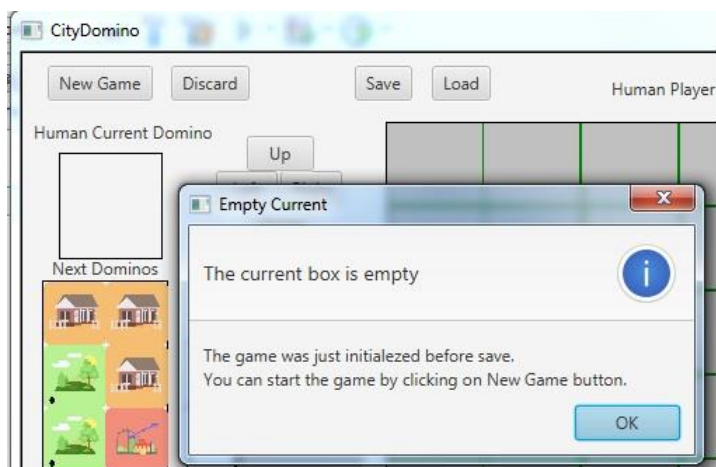 CityDomino
New Game Discard Save Load Human Player
Human Current Domino
Up
Empty Current
Next Dominos
The current box is empty
The game was just initialezed before save.
You can start the game by clicking on New Game button.
OK